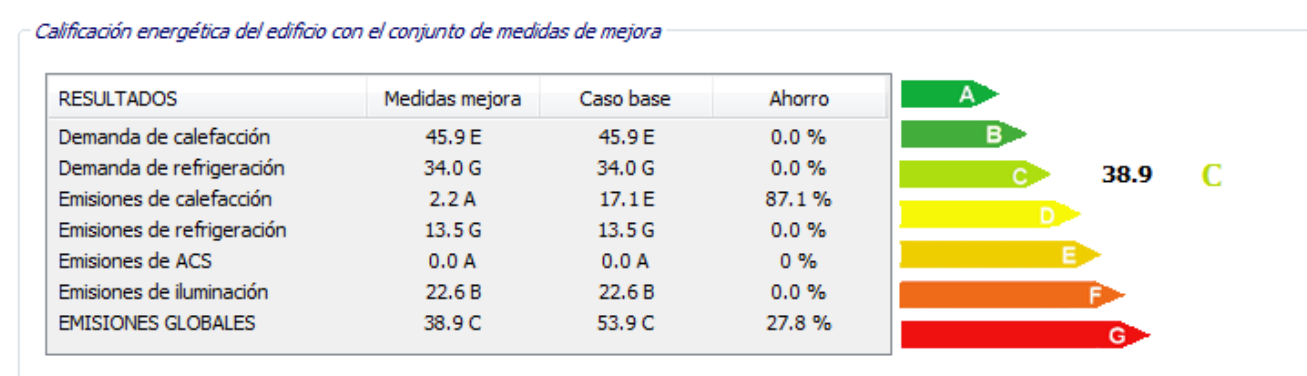 Calificación energética del edificio con el conjunto de medidas de mejora
RESULTADOS Medidas mejora Caso base Ahorro
Demanda de calefacción 45.9 E 45.9 E 0.0 %
Demanda de refrigeración 34.0 G 34.0 G 0.0 %
Emisiones de calefacción 2.2 A 17.1 E 87.1 %
Emisiones de refrigeración 13.5 G 13.5 G 0.0 %
Emisiones de ACS 0.0 A 0.0 A 0 %
Emisiones de iluminación 22.6 B 22.6 B 0.0 %
EMISIONES GLOBALES 38.9 C 53.9 C 27.8 %
A
B
C 38.9 C
D
E
F
G